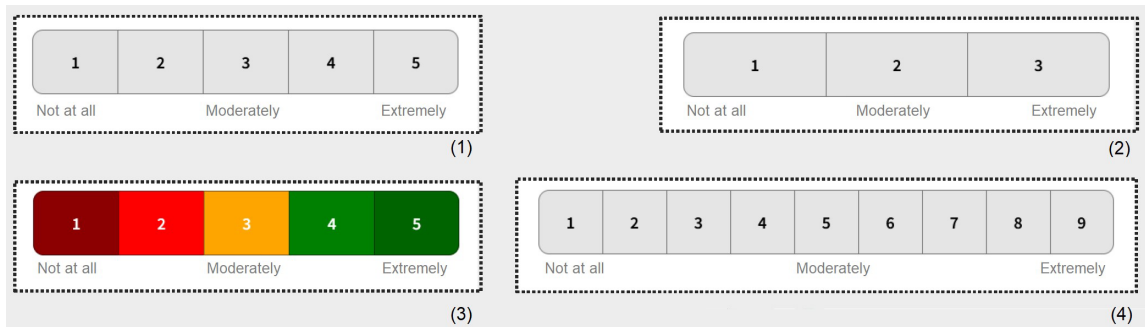 1 2 3 4 5
Not at all Moderately Extremely
(1)
1 2 3
Not at all Moderately Extremely
(2)
1 2 3 4 5
Not at all Moderately Extremely
(3)
1 2 3 4 5 6 7 8 9
Not at all Moderately Extremely
(4)